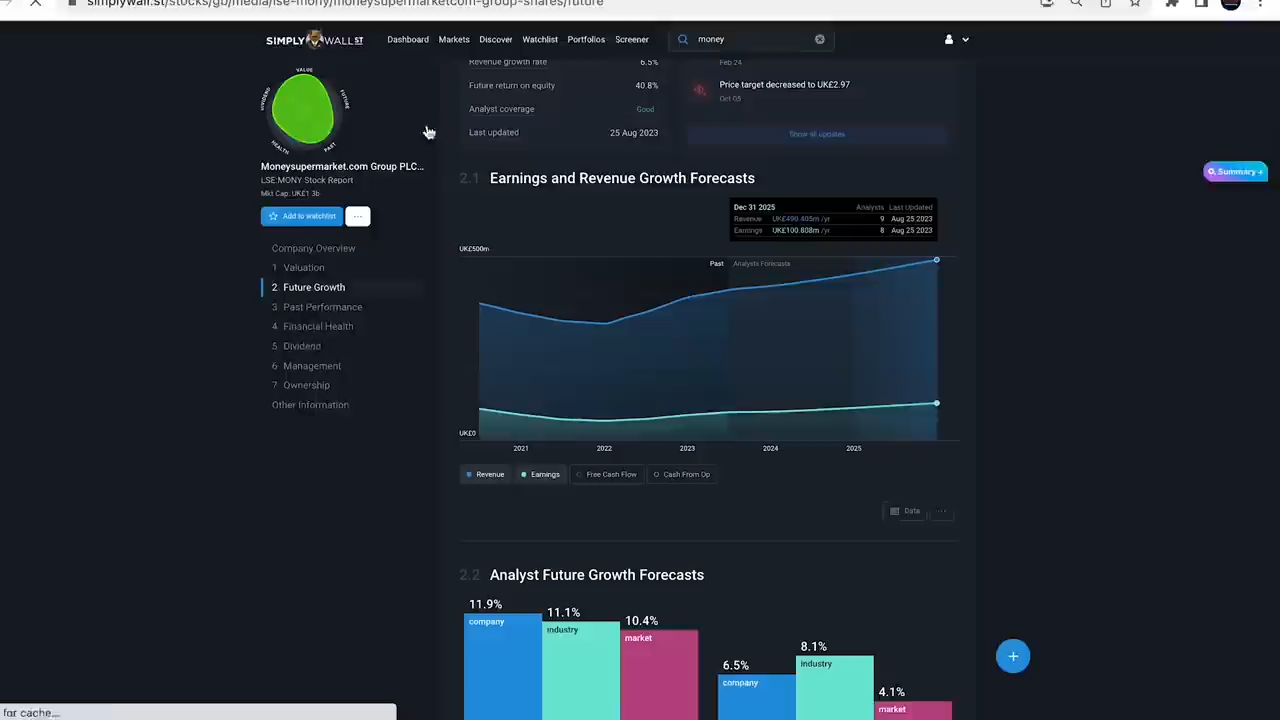 simplywall.st/stocks/gb/media/lse-mony/moneysupermarketcom-group-shares/future
SIMPLY WALL ST
Dashboard Markets Discover Watchlist Portfolios Screener
money
VALUE
FUTURE
PAST
HEALTH
DIVIDEND
Moneysupermarket.com Group PLC...
LSE:MONY Stock Report
Mkt Cap: UK£1.3b
Add to watchlist ...
Company Overview
1 Valuation
2 Future Growth
3 Past Performance
4 Financial Health
5 Dividend
6 Management
7 Ownership
Other Information
Revenue growth rate 6.5%
Future return on equity 40.8%
Analyst coverage Good
Last updated 25 Aug 2023
Feb 24
Price target decreased to UK£2.97
Oct 05
Show all updates
Summary
2.1 Earnings and Revenue Growth Forecasts
Dec 31 2025 Analysts Last Updated
Revenue UK£490.405m /yr 9 Aug 25 2023
Earnings UK£100.808m /yr 8 Aug 25 2023
UK£500m
Past Analysts Forecasts
UK£0
2021 2022 2023 2024 2025
Revenue Earnings Free Cash Flow Cash From Op
Data ...
2.2 Analyst Future Growth Forecasts
11.9%
company
11.1%
industry
10.4%
market
6.5%
company
8.1%
industry
4.1%
market
+
for cache...